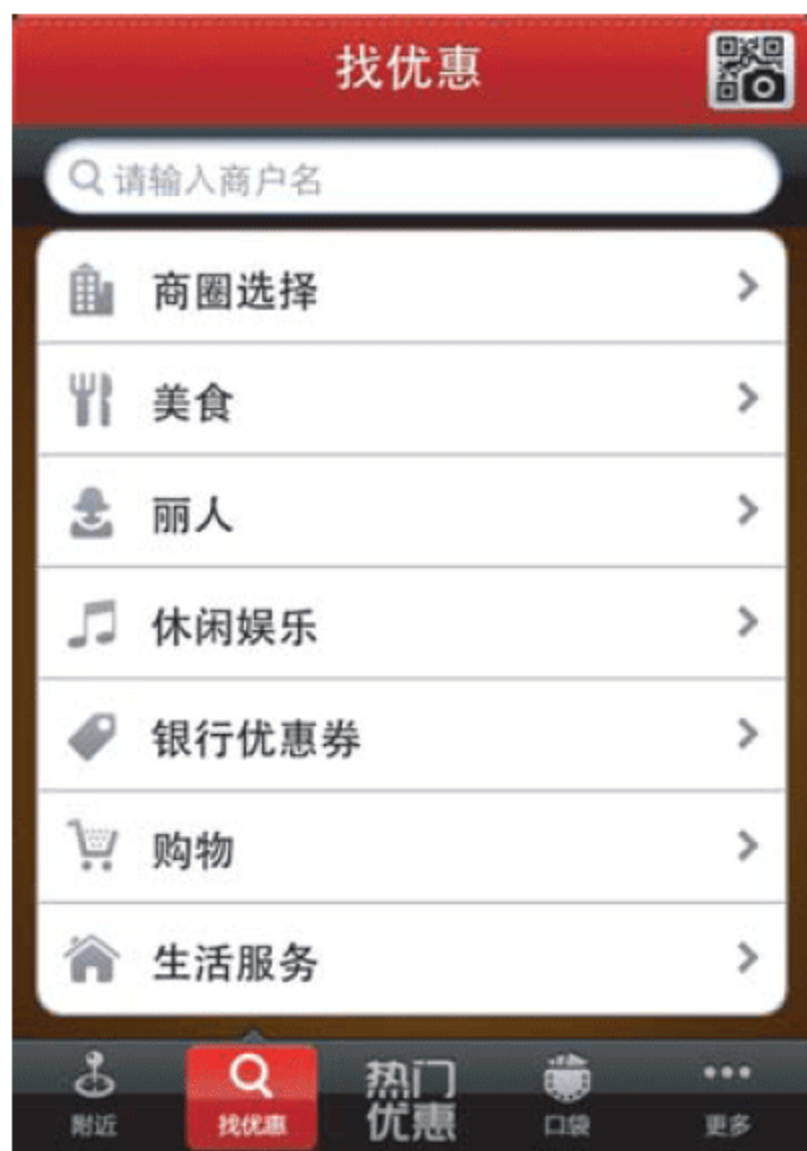 找优惠
请输入商户名
商圈选择
美食
丽人
休闲娱乐
银行优惠券
购物
生活服务
附近
找优惠
热门
优惠
口袋
更多